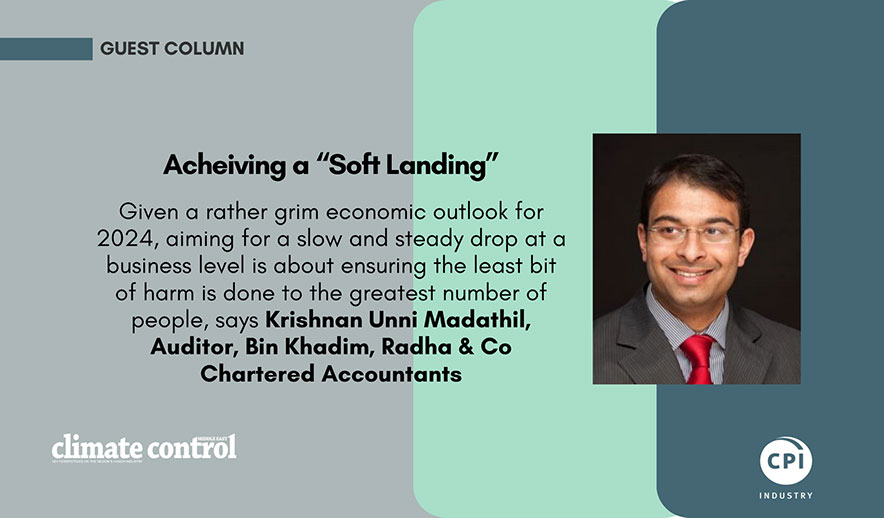 GUEST COLUMN
Acheiving a “Soft Landing”
Given a rather grim economic outlook for
2024, aiming for a slow and steady drop at a
business level is about ensuring the least bit
of harm is done to the greatest number of
people, says Krishnan Unni Madathil,
Auditor, Bin Khadim, Radha & Co
Chartered Accountants
MIDDLE EAST
climate control
CPI
INDUSTRY